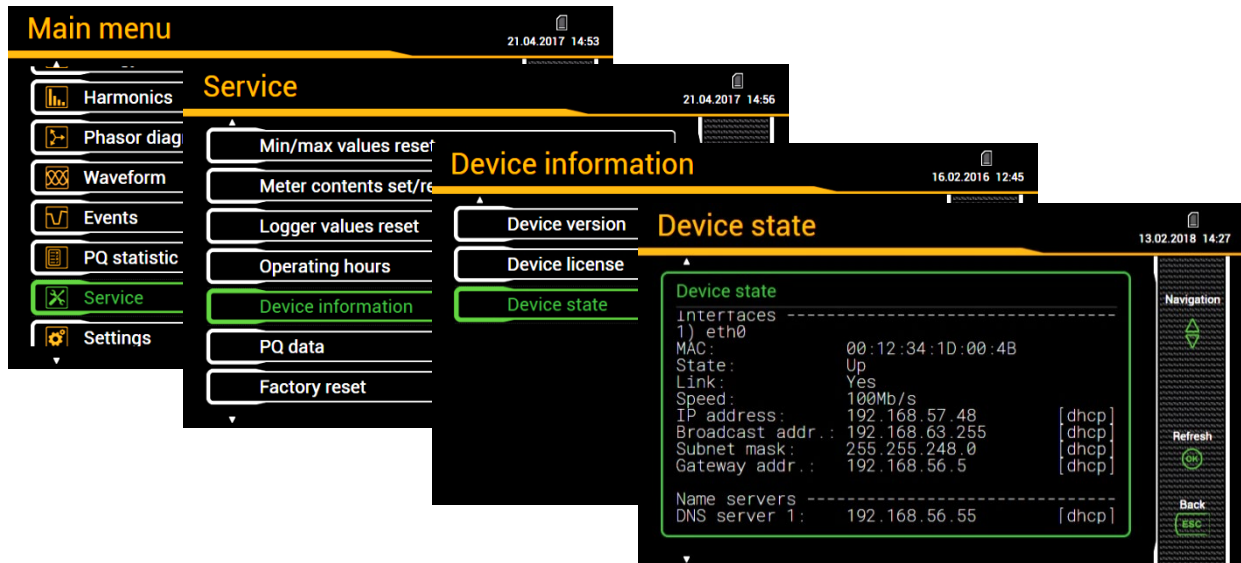 Main menu
21.04.2017 14:53
Harmonics
Phasor diag
Waveform
Events
PQ statistic
Service
Settings
Service
21.04.2017 14:56
Min/max values reset
Meter contents set/re
Logger values reset
Operating hours
Device information
PQ data
Factory reset
Device information
16.02.2016 12:45
Device version
Device license
Device state
Device state
13.02.2018 14:27
Device state
Interfaces --------------------------------
1) eth0
MAC: 00:12:34:1D:00:4B
State: Up
Link: Yes
Speed: 100Mb/s
IP address: 192.168.57.48 [dhcp]
Broadcast addr.: 192.168.63.255 [dhcp]
Subnet mask: 255.255.248.0 [dhcp]
Gateway addr.: 192.168.56.5 [dhcp]
Name servers ------------------------------
DNS server 1: 192.168.56.55 [dhcp]
Navigation
Refresh
OK
Back
ESC